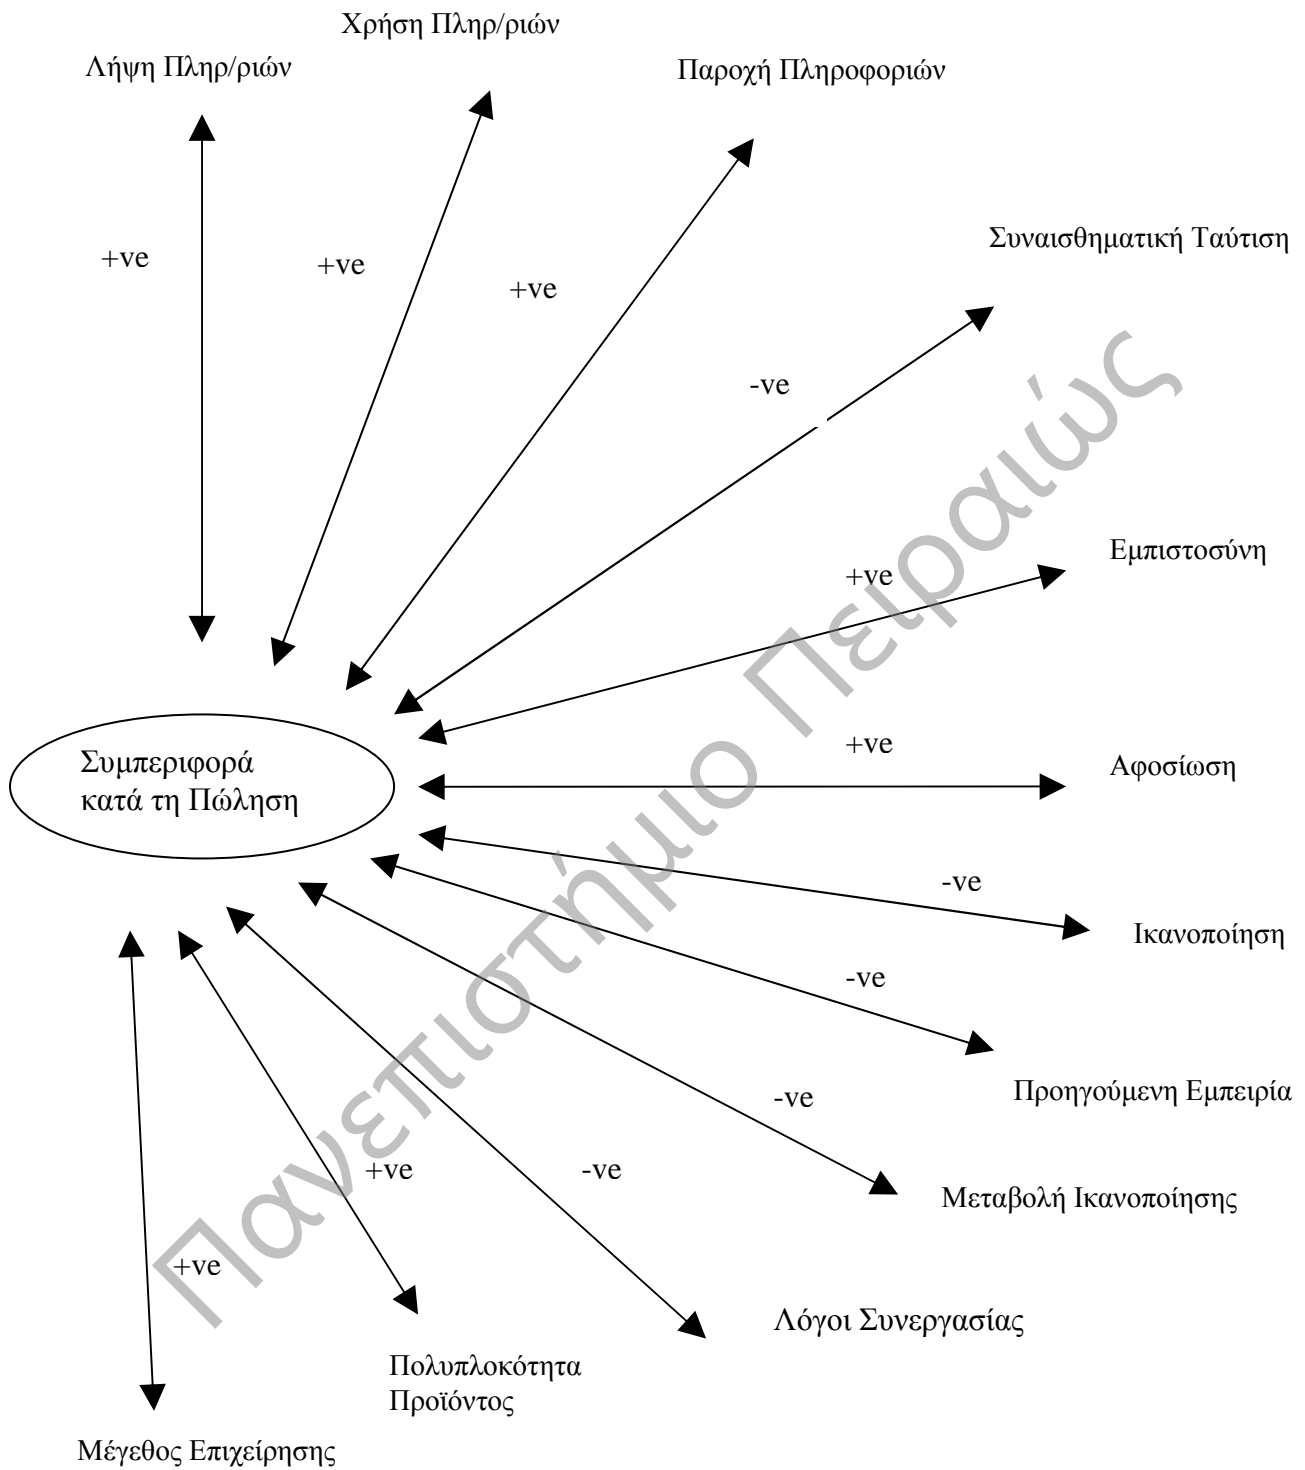 Χρήση Πληρ/ριών
Λήψη Πληρ/ριών
Παροχή Πληροφοριών
+ve
+ve
+ve
Συναισθηματική Ταύτιση
-ve
Εμπιστοσύνη
+ve
+ve
Αφοσίωση
Συμπεριφορά
κατά τη Πώληση
-ve
Ικανοποίηση
-ve
Προηγούμενη Εμπειρία
-ve
Μεταβολή Ικανοποίησης
+ve
-ve
+ve
Λόγοι Συνεργασίας
Πολυπλοκότητα
Προϊόντος
Μέγεθος Επιχείρησης
Πανεπιστήμιο Πειραιώς